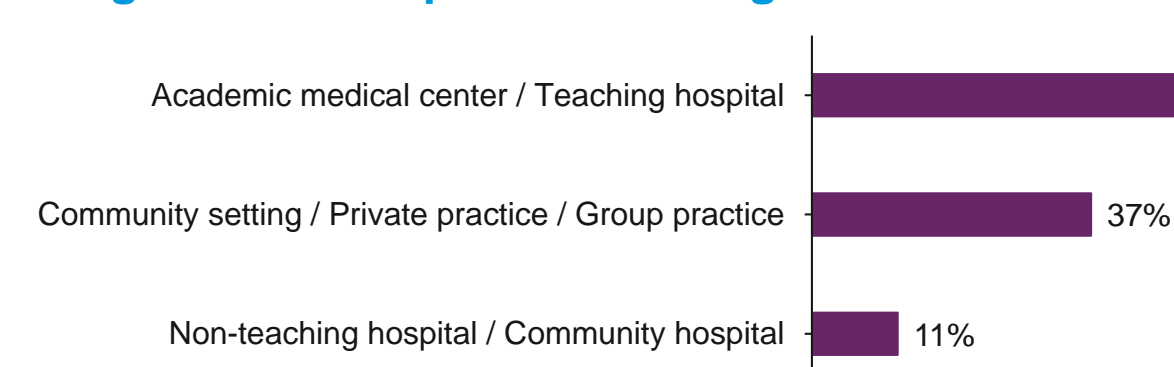 Academic medical center / Teaching hospital
Community setting / Private practice / Group practice
37%
Non-teaching hospital / Community hospital
11%